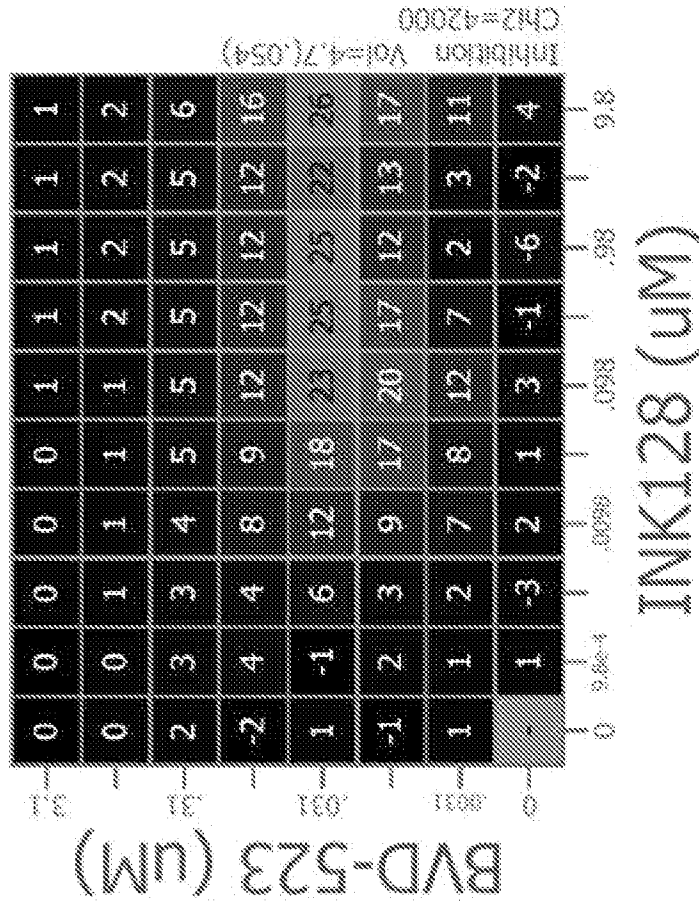 Inhibition Vol=4.7(.054)
Chi2=42000
BVD-523 (uM)
3.1 0 0 0 0 0 1 1 1 1 1
0 0 1 1 1 1 2 2 2 2
.31 2 3 3 4 5 5 5 5 5 6
-2 4 4 8 9 12 12 12 12 16
.031 1 -1 6 12 18 23 25 25 22 26
-1 2 3 9 17 20 17 12 13 17
.0031 1 1 2 7 8 12 7 2 3 11
0 - 1 -3 2 1 3 -1 -6 -2 4
0 9.8e-4 .0098 .098 .98 9.8
INK128 (uM)